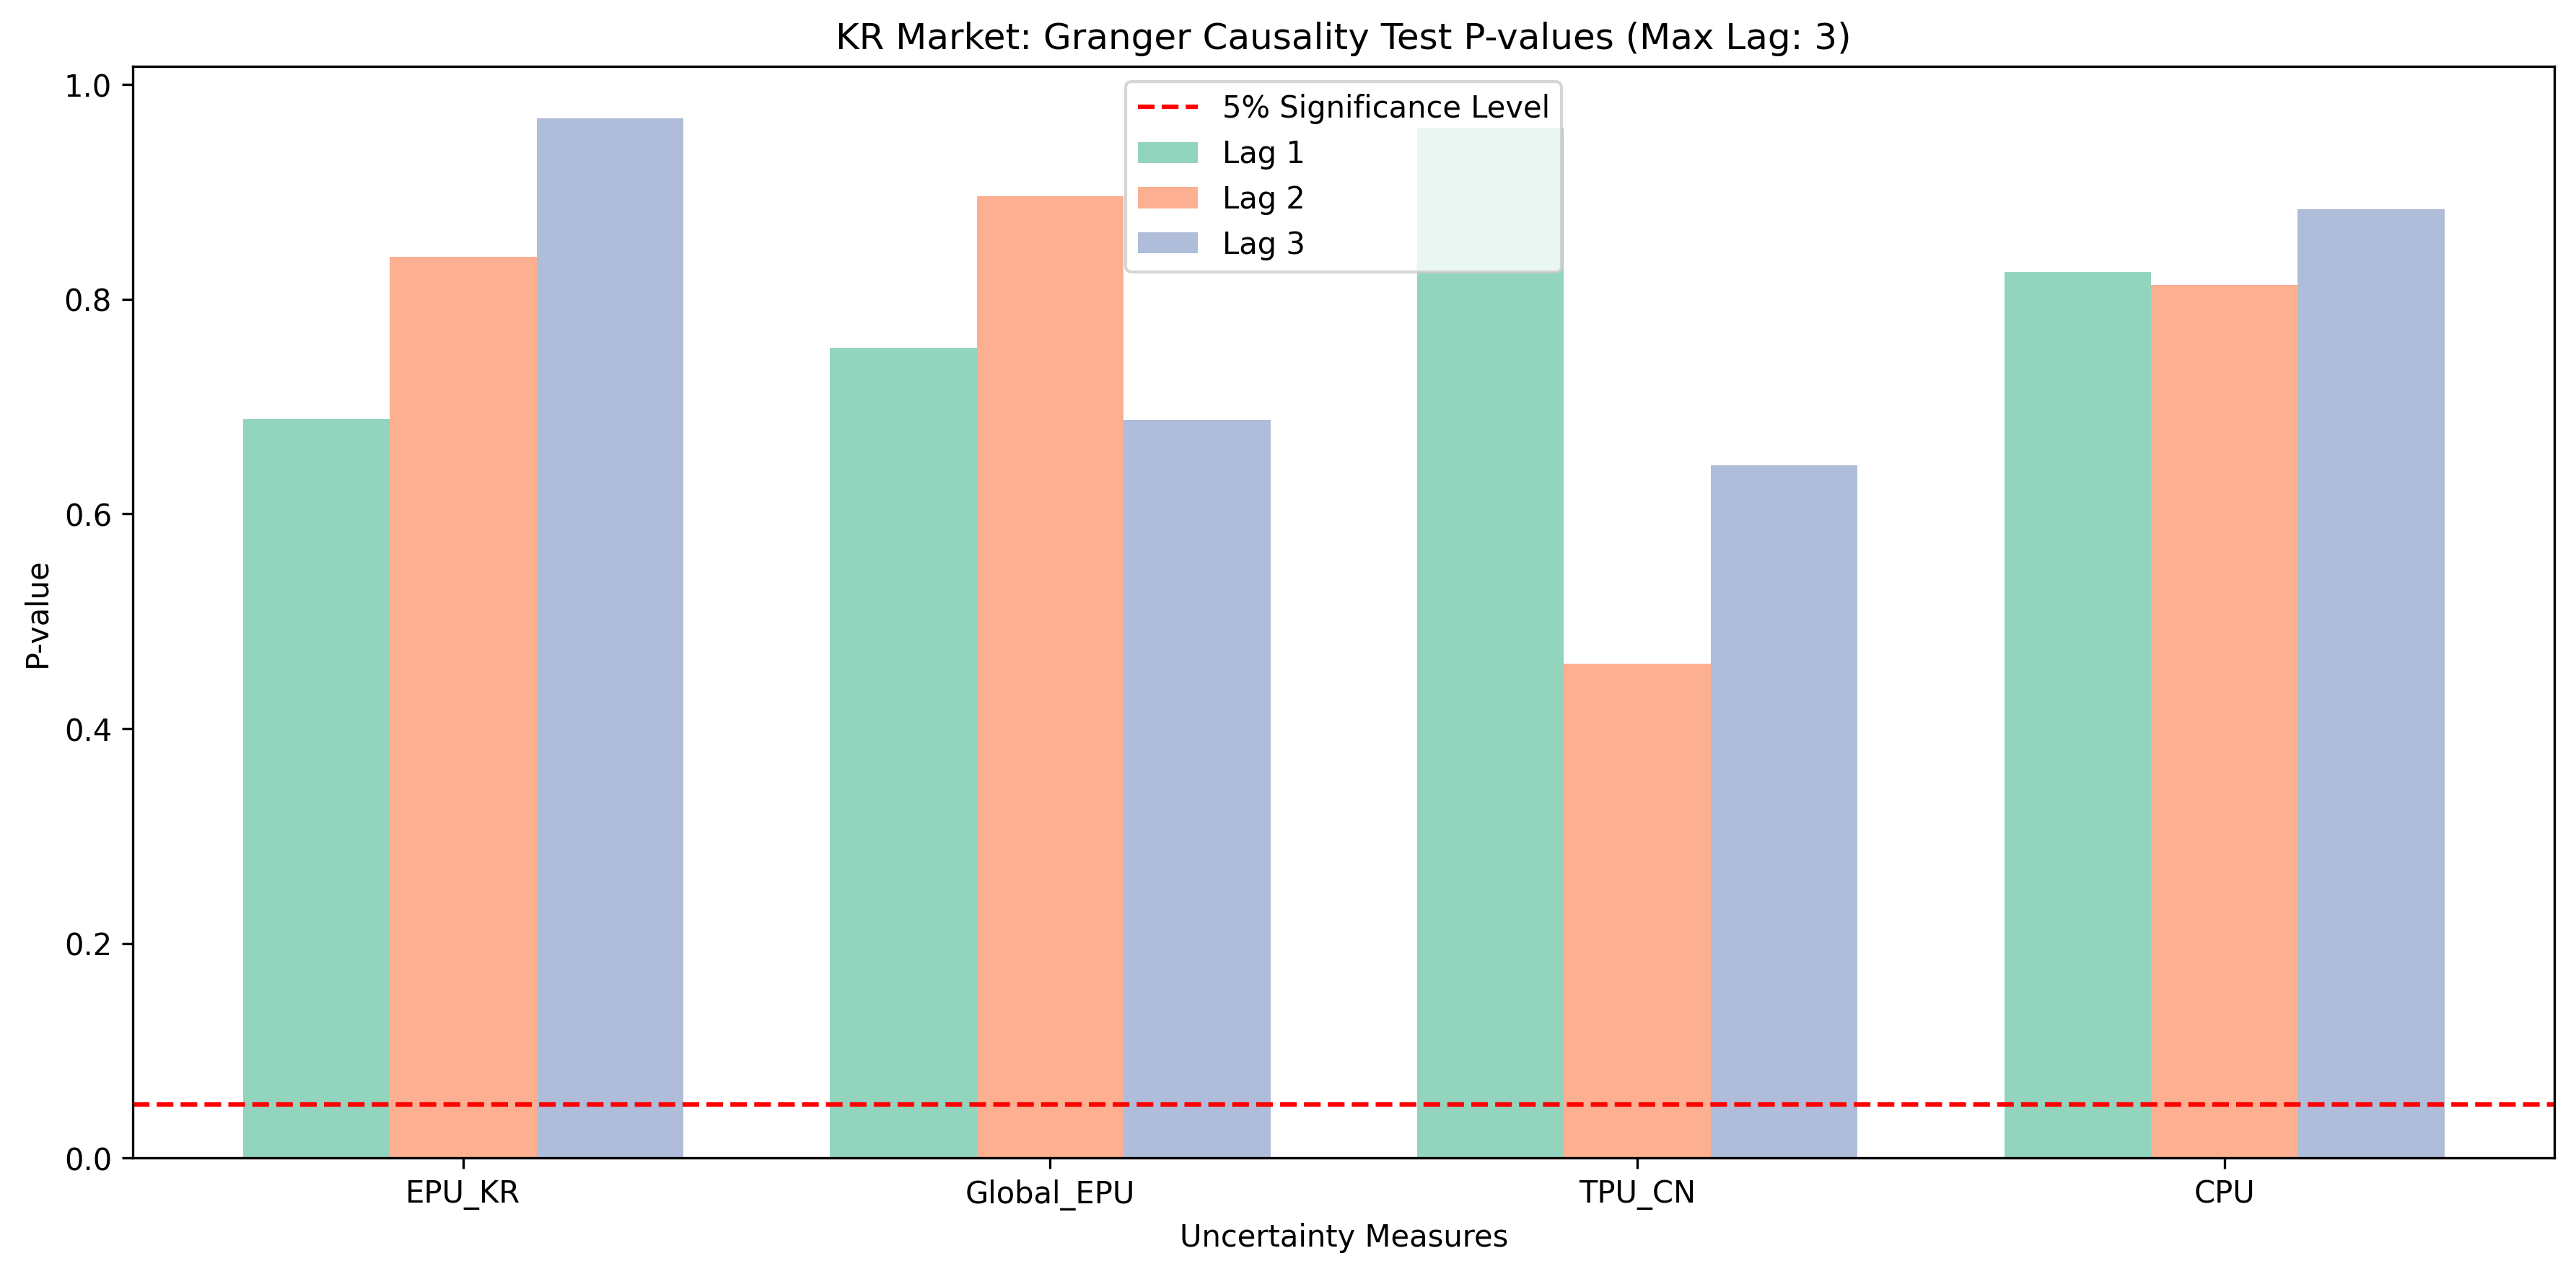 KR Market: Granger Causality Test P-values (Max Lag: 3)
5% Significance Level
Lag 1
Lag 2
Lag 3
P-value
1.0
0.8
0.6
0.4
0.2
0.0
EPU_KR
Global_EPU
TPU_CN
CPU
Uncertainty Measures